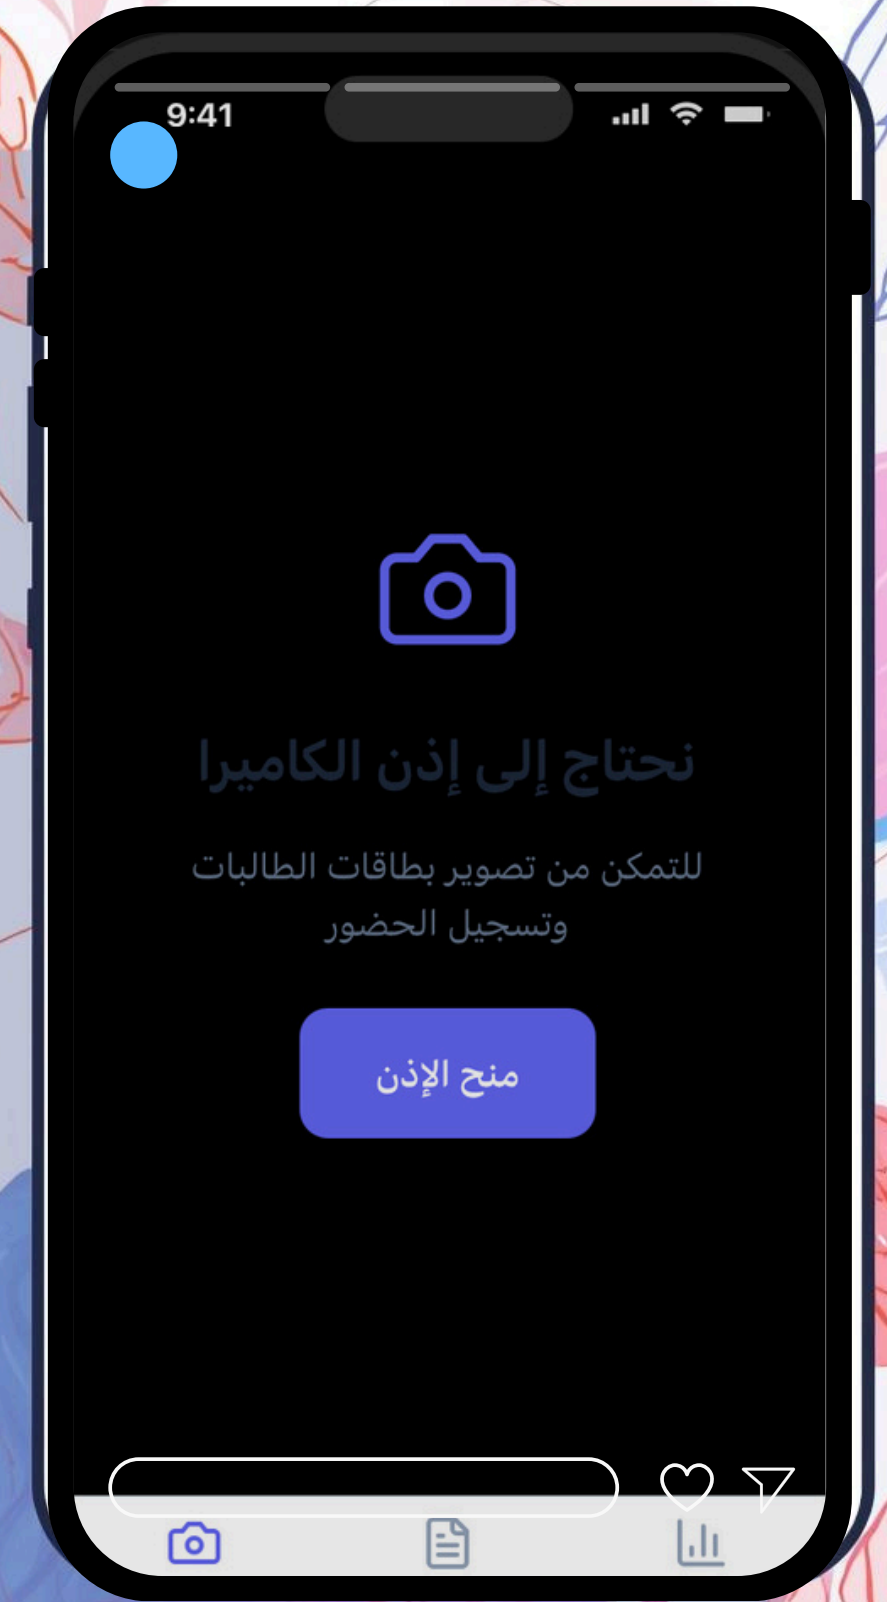 9:41
نحتاج إلى إذن الكاميرا
للتمكن من تصوير بطاقات الطالبات
وتسجيل الحضور
منح الإذن